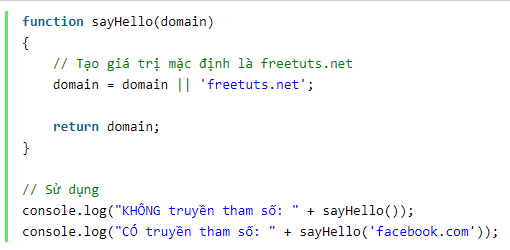 function sayHello(domain)
{
    // Tạo giá trị mặc định là freetuts.net
    domain = domain || 'freetuts.net';

    return domain;
}

// Sử dụng
console.log("KHÔNG truyền tham số: " + sayHello());
console.log("CÓ truyền tham số: " + sayHello('facebook.com'));